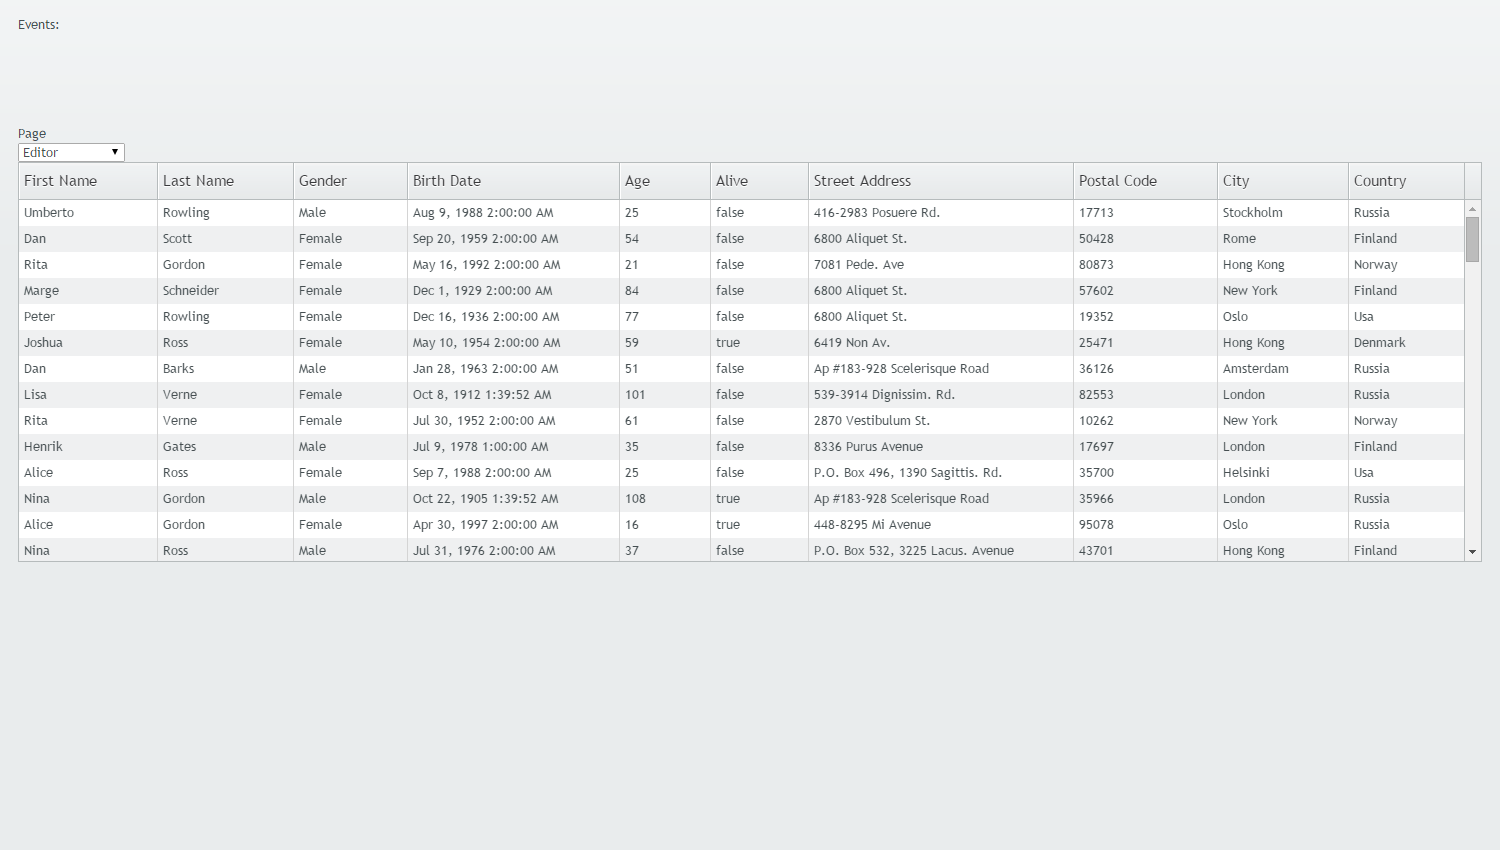 Events:
Page
Editor
First Name Last Name Gender Birth Date Age Alive Street Address Postal Code City Country
Umberto Rowling Male Aug 9, 1988 2:00:00 AM 25 false 416-2983 Posuere Rd. 17713 Stockholm Russia
Dan Scott Female Sep 20, 1959 2:00:00 AM 54 false 6800 Aliquet St. 50428 Rome Finland
Rita Gordon Female May 16, 1992 2:00:00 AM 21 false 7081 Pede. Ave 80873 Hong Kong Norway
Marge Schneider Female Dec 1, 1929 2:00:00 AM 84 false 6800 Aliquet St. 57602 New York Finland
Peter Rowling Female Dec 16, 1936 2:00:00 AM 77 false 6800 Aliquet St. 19352 Oslo Usa
Joshua Ross Female May 10, 1954 2:00:00 AM 59 true 6419 Non Av. 25471 Hong Kong Denmark
Dan Barks Male Jan 28, 1963 2:00:00 AM 51 false Ap #183-928 Scelerisque Road 36126 Amsterdam Russia
Lisa Verne Female Oct 8, 1912 1:39:52 AM 101 false 539-3914 Dignissim. Rd. 82553 London Russia
Rita Verne Female Jul 30, 1952 2:00:00 AM 61 false 2870 Vestibulum St. 10262 New York Norway
Henrik Gates Male Jul 9, 1978 1:00:00 AM 35 false 8336 Purus Avenue 17697 London Finland
Alice Ross Female Sep 7, 1988 2:00:00 AM 25 false P.O. Box 496, 1390 Sagittis. Rd. 35700 Helsinki Usa
Nina Gordon Male Oct 22, 1905 1:39:52 AM 108 true Ap #183-928 Scelerisque Road 35966 London Russia
Alice Gordon Female Apr 30, 1997 2:00:00 AM 16 true 448-8295 Mi Avenue 95078 Oslo Russia
Nina Ross Male Jul 31, 1976 2:00:00 AM 37 false P.O. Box 532, 3225 Lacus. Avenue 43701 Hong Kong Finland